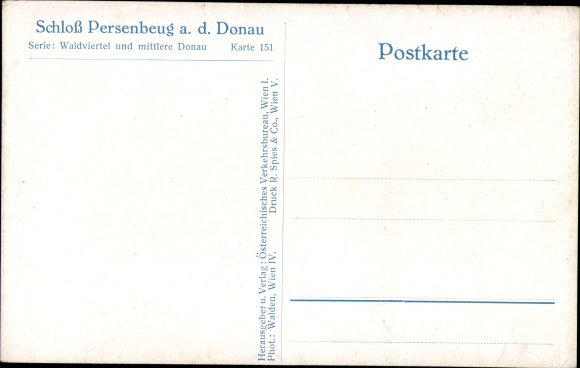 Schloß Persenbeug a. d. Donau
Serie: Waldviertel und mittlere Donau Karte 151
Postkarte
Herausgeber u. Verlag: Österreichisches Verkehrsbureau, Wien I.
Phot.: Walden, Wien IV. Druck R. Spies & Co., Wien V.